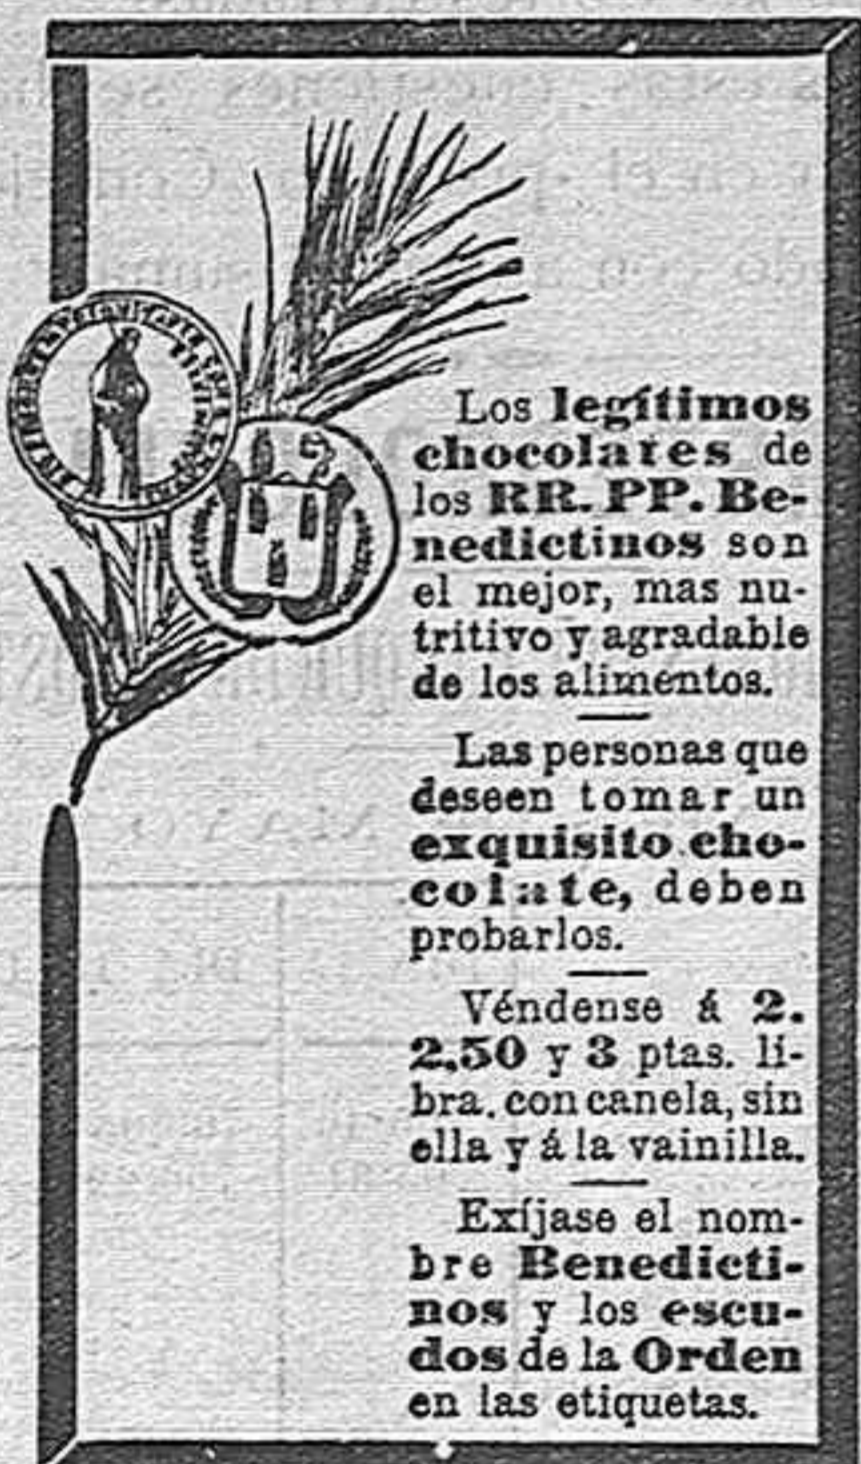 Los legítimos
chocolates de
los RR. PP. Be-
nedictinos son
el mejor, mas nu-
tritivo y agradable
de los alimentos.
Las personas que
deseen tomar un
exquisito cho-
colate, deben
probarlos.
Véndense á 2.
2,50 y 3 ptas. li-
bra. con canela, sin
ella y á la vainilla.
Exíjase el nom-
bre Benedicti-
nos y los escu-
dos de la Orden
en las etiquetas.